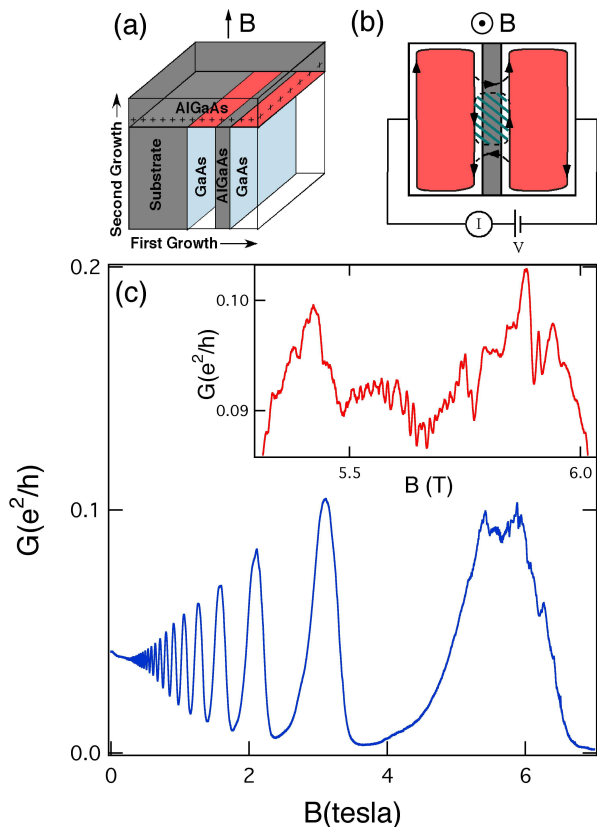 (a)
B
AlGaAs
Second Growth
Substrate
GaAs
AlGaAs
GaAs
First Growth
(b)
B
I
V
(c)
G(e²/h)
0.2
0.1
0.0
0
2
4
6
B(tesla)
G(e²/h)
0.10
0.09
5.5
6.0
B (T)